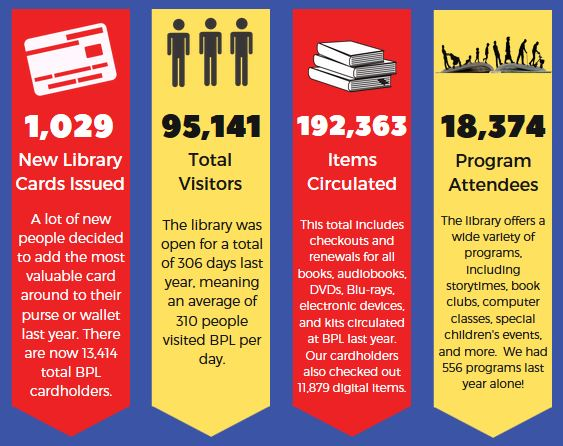 1,029
New Library
Cards Issued
A lot of new
people decided
to add the most
valuable card
around to their
purse or wallet
last year. There
are now 13,414
total BPL
cardholders.
95,141
Total
Visitors
The library was
open for a total
of 306 days last
year, meaning
an average of
310 people
visited BPL per
day.
192,363
Items
Circulated
This total includes
checkouts and
renewals for all
books, audiobooks,
DVDs, Blu-rays,
electronic devices,
and kits circulated
at BPL last year.
Our cardholders
also checked out
11,879 digital items.
18,374
Program
Attendees
The library offers a
wide variety of
programs,
including
storytimes, book
clubs, computer
classes, special
children's events,
and more. We had
556 programs last
year alone!